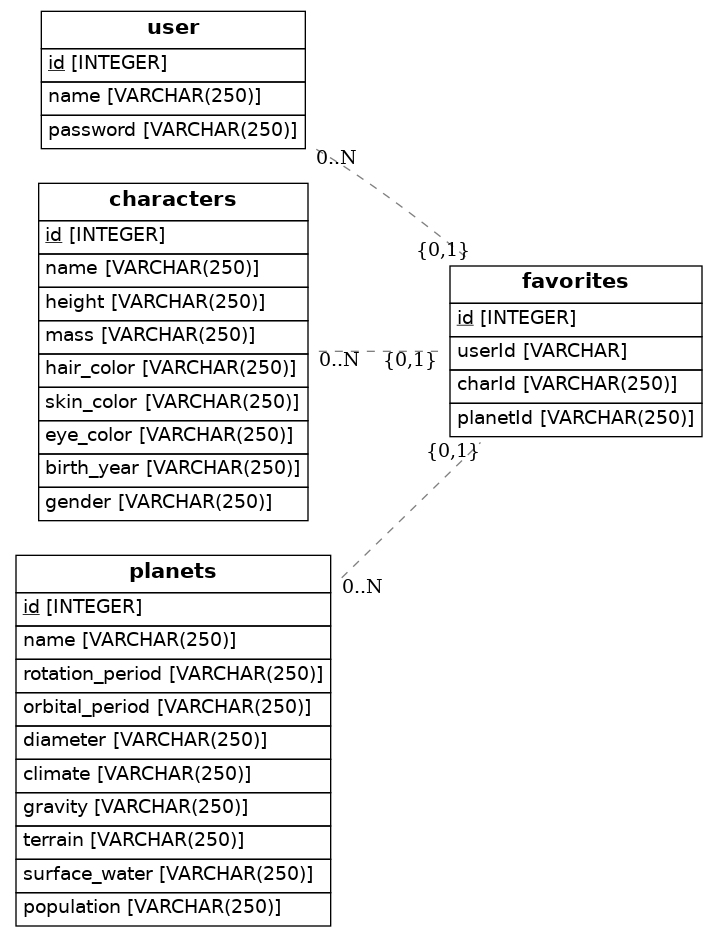 user
id [INTEGER]
name [VARCHAR(250)]
password [VARCHAR(250)]
0..N
{0,1}
characters
id [INTEGER]
name [VARCHAR(250)]
height [VARCHAR(250)]
mass [VARCHAR(250)]
hair_color [VARCHAR(250)]
skin_color [VARCHAR(250)]
eye_color [VARCHAR(250)]
birth_year [VARCHAR(250)]
gender [VARCHAR(250)]
0..N
{0,1}
favorites
id [INTEGER]
userId [VARCHAR]
charId [VARCHAR(250)]
planetId [VARCHAR(250)]
{0,1}
0..N
planets
id [INTEGER]
name [VARCHAR(250)]
rotation_period [VARCHAR(250)]
orbital_period [VARCHAR(250)]
diameter [VARCHAR(250)]
climate [VARCHAR(250)]
gravity [VARCHAR(250)]
terrain [VARCHAR(250)]
surface_water [VARCHAR(250)]
population [VARCHAR(250)]